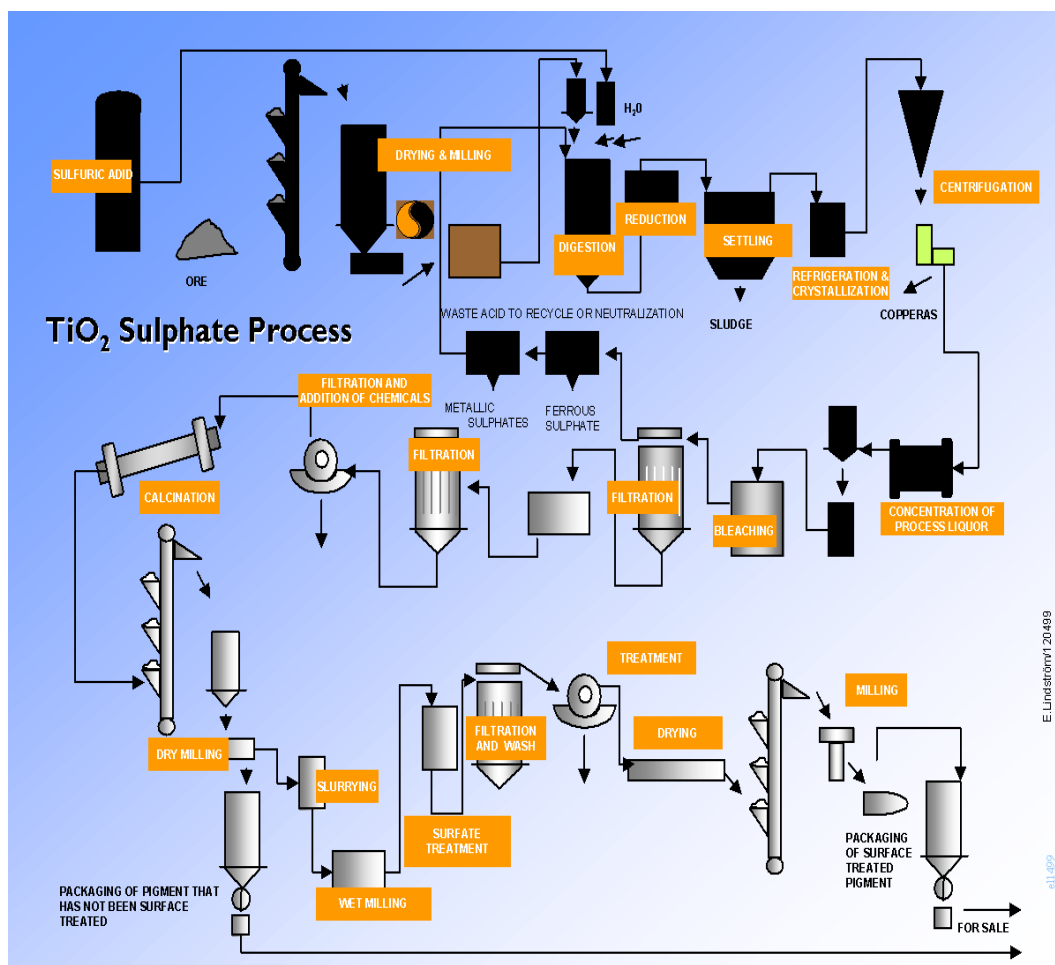 H2O
DRYING & MILLING
SULFURIC ADID
CENTRIFUGATION
REDUCTION
SETTLING
DIGESTION
REFRIGERATION &
CRYSTALLIZATION
ORE
COPPERAS
WASTE ACID TO RECYCLE OR NEUTRALIZATION
SLUDGE
TiO2 Sulphate Process
FILTRATION AND
ADDITION OF CHEMICALS
METALLIC
SULPHATES
FERROUS
SULPHATE
FILTRATION
CALCINATION
FILTRATION
BLEACHING
CONCENTRATION OF
PROCESS LIQUOR
E.Lindström/120499
TREATMENT
MILLING
DRY MILLING
FILTRATION
AND WASH
DRYING
SLURRYING
SURFATE
TREATMENT
PACKAGING
OF SURFACE
TREATED
PIGMENT
el1499
PACKAGING OF PIGMENT THAT
HAS NOT BEEN SURFACE
TREATED
WET MILLING
FOR SALE